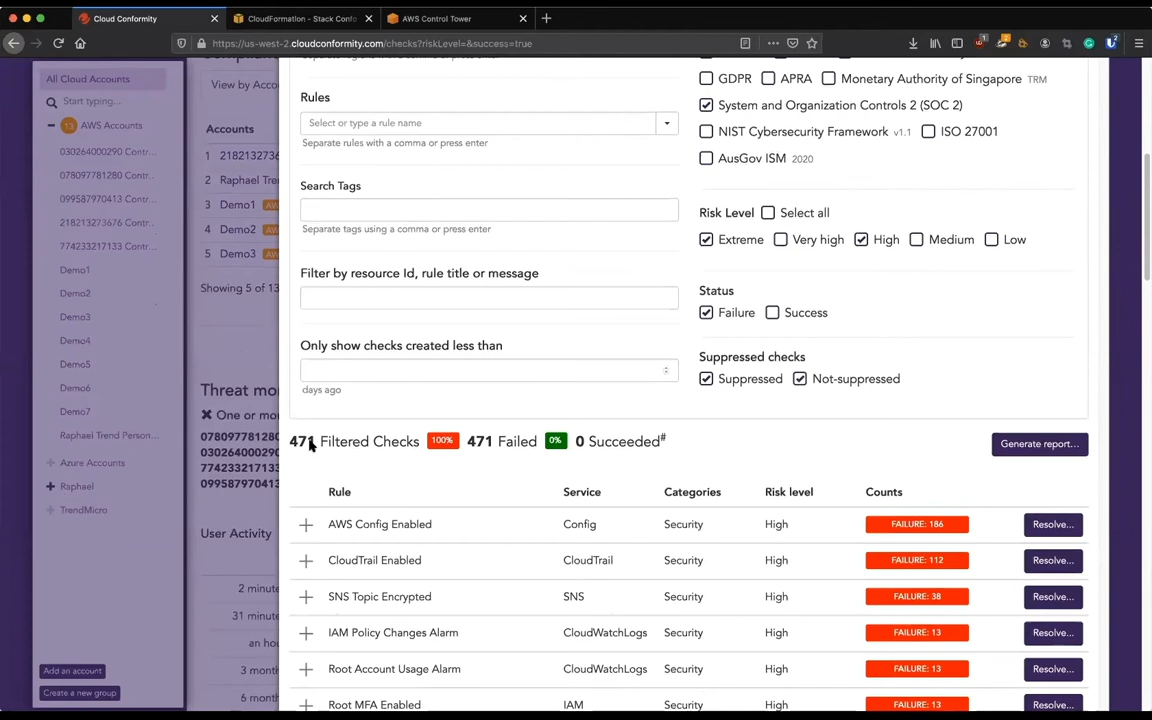 Cloud Conformity
CloudFormation - Stack Confo
AWS Control Tower
https://us-west-2.cloudconformity.com/checks?riskLevel=&success=true
All Cloud Accounts
Start typing...
13 AWS Accounts
030264000290 Contr...
078097781280 Contr...
099587970413 Contr...
218213273676 Contr...
774233217133 Contr...
Demo1
Demo2
Demo3
Demo4
Demo5
Demo6
Demo7
Raphael Trend Person...
Azure Accounts
Raphael
TrendMicro
Add an account
Create a new group
View by Acco
Accounts
1 2182132736
2 Raphael Tre
3 Demo1 AW
4 Demo2 AW
5 Demo3 AW
Showing 5 of 13
Threat mo
One or mo
078097781280
030264000290
774233217133
099587970413
User Activity
2 minute
31 minute
an hou
3 month
6 month
Rules
Select or type a rule name
Separate rules with a comma or press enter
Search Tags
Separate tags using a comma or press enter
Filter by resource Id, rule title or message
Only show checks created less than
days ago
GDPR APRA Monetary Authority of Singapore TRM
System and Organization Controls 2 (SOC 2)
NIST Cybersecurity Framework v1.1 ISO 27001
AusGov ISM 2020
Risk Level Select all
Extreme Very high High Medium Low
Status
Failure Success
Suppressed checks
Suppressed Not-suppressed
471 Filtered Checks 100% 471 Failed 0% 0 Succeeded#
Generate report...
Rule Service Categories Risk level Counts
AWS Config Enabled Config Security High FAILURE: 186 Resolve...
CloudTrail Enabled CloudTrail Security High FAILURE: 112 Resolve...
SNS Topic Encrypted SNS Security High FAILURE: 38 Resolve...
IAM Policy Changes Alarm CloudWatchLogs Security High FAILURE: 13 Resolve...
Root Account Usage Alarm CloudWatchLogs Security High FAILURE: 13 Resolve...
Root MFA Enabled IAM Security High FAILURE: 13 Resolve...